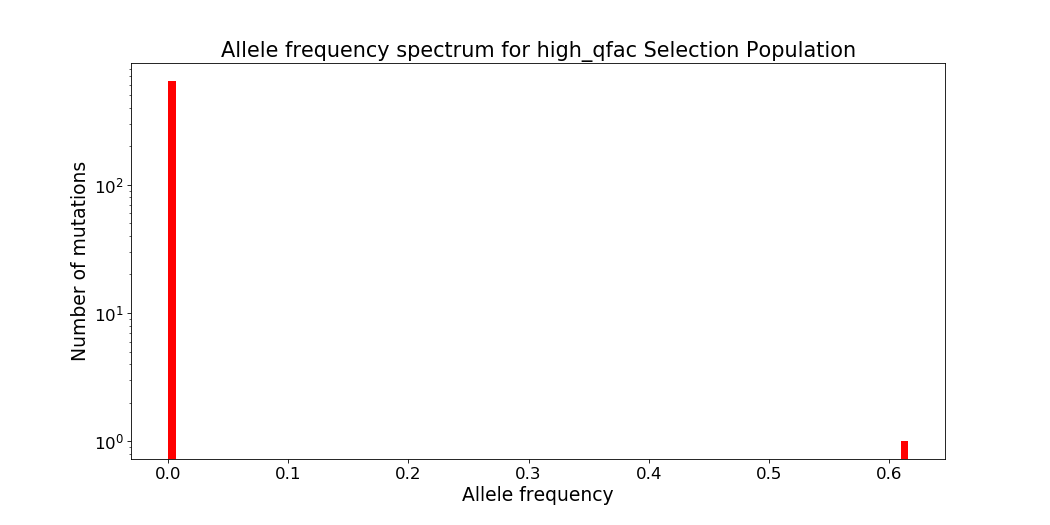 Allele frequency spectrum for high_qfac Selection Population
Number of mutations
10²
10¹
10⁰
0.0 0.1 0.2 0.3 0.4 0.5 0.6
Allele frequency